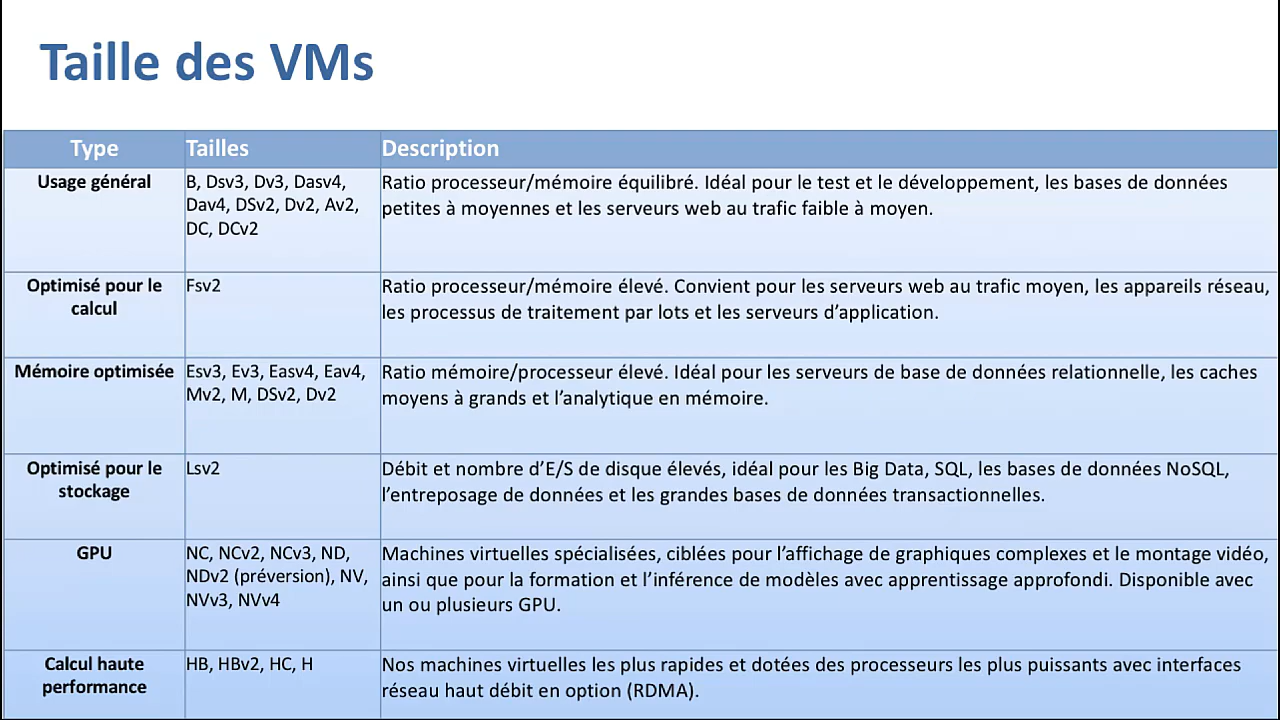 Taille des VMs
Type Tailles Description
Usage général
B, Dsv3, Dv3, Dasv4,
Dav4, DSv2, Dv2, Av2,
DC, DCv2
Ratio processeur/mémoire équilibré. Idéal pour le test et le développement, les bases de données
petites à moyennes et les serveurs web au trafic faible à moyen.
Optimisé pour le
calcul
Fsv2
Ratio processeur/mémoire élevé. Convient pour les serveurs web au trafic moyen, les appareils réseau,
les processus de traitement par lots et les serveurs d’application.
Mémoire optimisée
Esv3, Ev3, Easv4, Eav4,
Mv2, M, DSv2, Dv2
Ratio mémoire/processeur élevé. Idéal pour les serveurs de base de données relationnelle, les caches
moyens à grands et l’analytique en mémoire.
Optimisé pour le
stockage
Lsv2
Débit et nombre d’E/S de disque élevés, idéal pour les Big Data, SQL, les bases de données NoSQL,
l’entreposage de données et les grandes bases de données transactionnelles.
GPU
NC, NCv2, NCv3, ND,
NDv2 (préversion), NV,
NVv3, NVv4
Machines virtuelles spécialisées, ciblées pour l’affichage de graphiques complexes et le montage vidéo,
ainsi que pour la formation et l’inférence de modèles avec apprentissage approfondi. Disponible avec
un ou plusieurs GPU.
Calcul haute
performance
HB, HBv2, HC, H
Nos machines virtuelles les plus rapides et dotées des processeurs les plus puissants avec interfaces
réseau haut débit en option (RDMA).